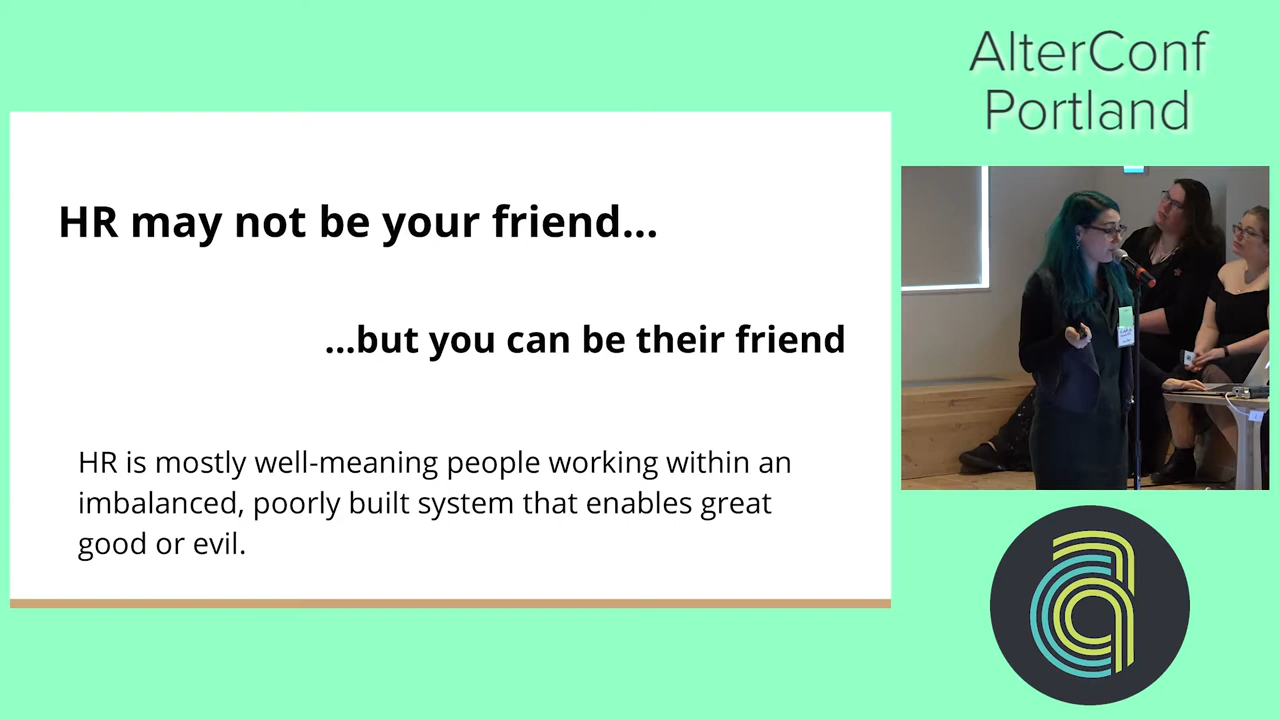 AlterConf
Portland
HR may not be your friend...
...but you can be their friend
HR is mostly well-meaning people working within an
imbalanced, poorly built system that enables great
good or evil.